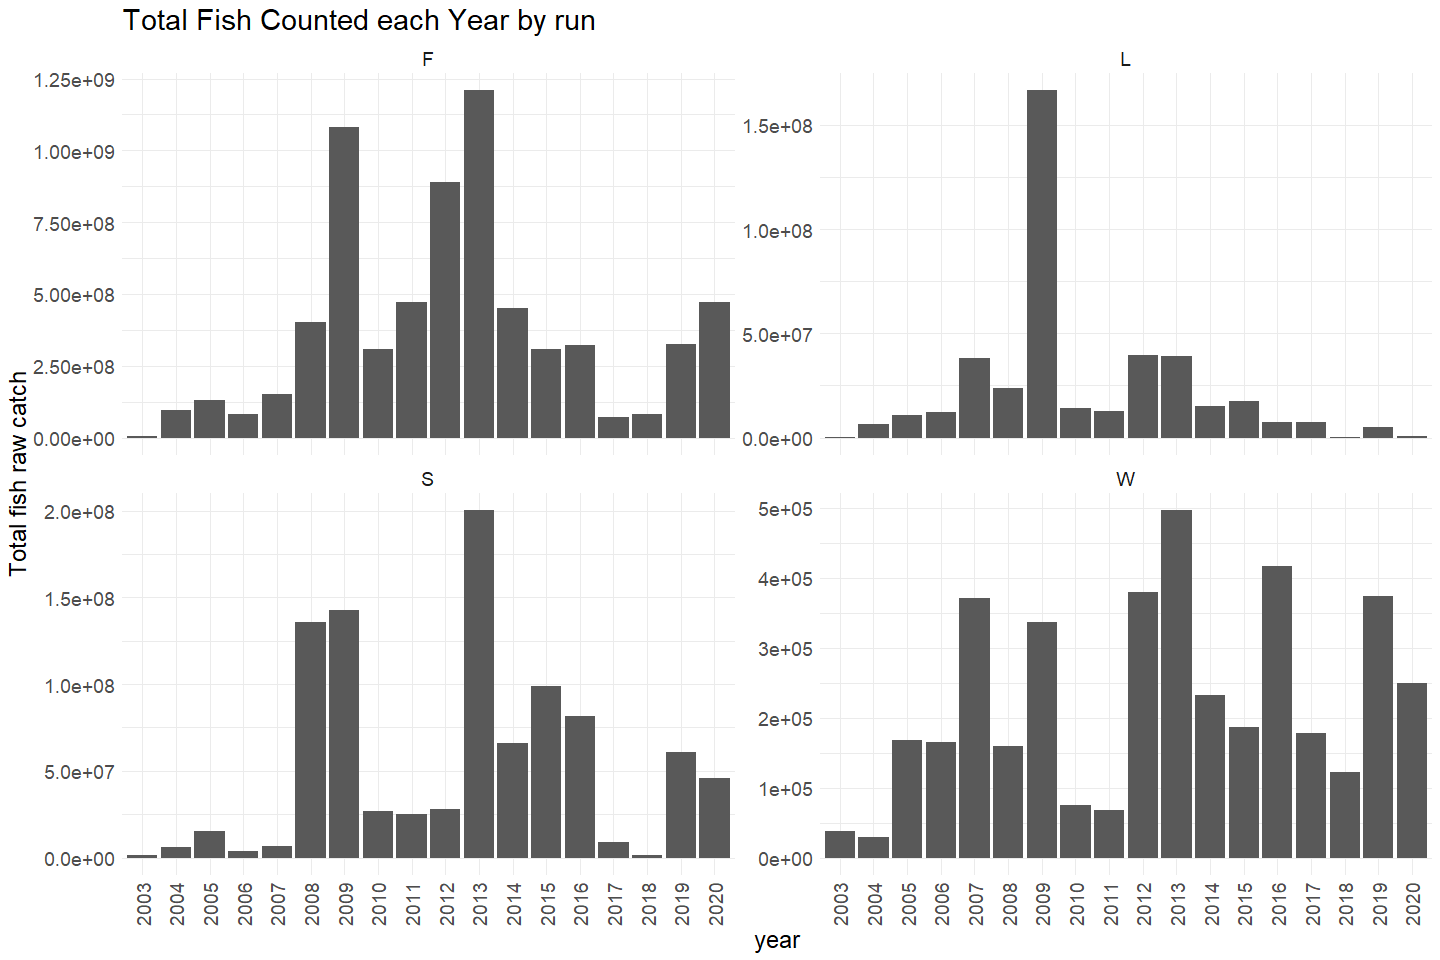 Total Fish Counted each Year by run
F
L
1.25e+09
1.00e+09
7.50e+08
5.00e+08
2.50e+08
0.00e+00
1.5e+08
1.0e+08
5.0e+07
0.0e+00
Total fish raw catch
S
W
2.0e+08
1.5e+08
1.0e+08
5.0e+07
0.0e+00
5e+05
4e+05
3e+05
2e+05
1e+05
0e+00
2003 2004 2005 2006 2007 2008 2009 2010 2011 2012 2013 2014 2015 2016 2017 2018 2019 2020
2003 2004 2005 2006 2007 2008 2009 2010 2011 2012 2013 2014 2015 2016 2017 2018 2019 2020
year